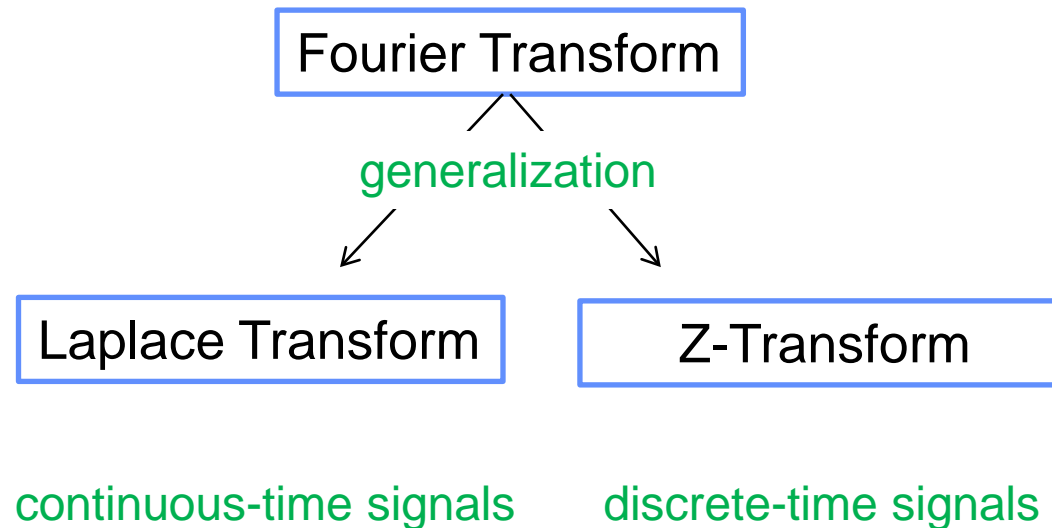 Fourier Transform
generalization
Laplace Transform
Z-Transform
continuous-time signals
discrete-time signals